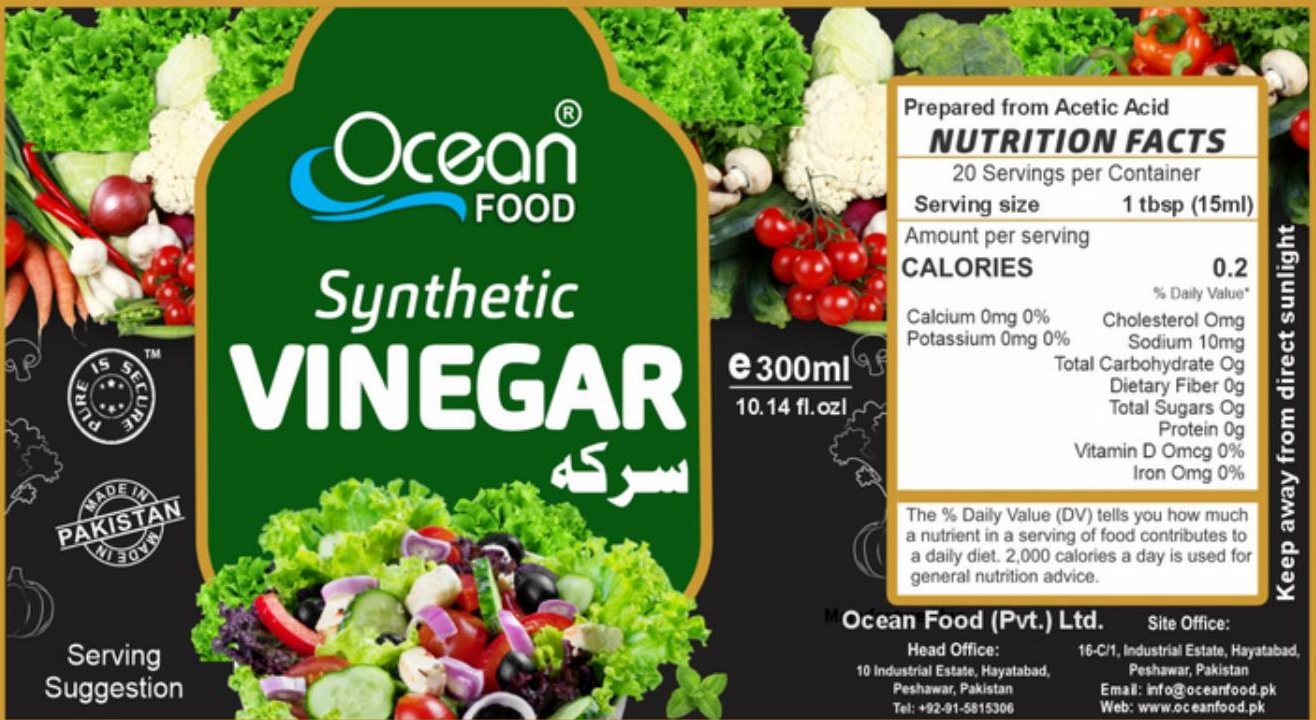 Ocean®
FOOD
Synthetic
VINEGAR
سرکه
PURE IS SECURE ™
MADE IN
PAKISTAN
MADE IN
Serving
Suggestion
e 300ml
10.14 fl.ozl
Prepared from Acetic Acid
NUTRITION FACTS
20 Servings per Container
Serving size 1 tbsp (15ml)
Amount per serving
CALORIES 0.2
% Daily Value*
Calcium 0mg 0% Cholesterol Omg
Potassium 0mg 0% Sodium 10mg
Total Carbohydrate Og
Dietary Fiber 0g
Total Sugars Og
Protein 0g
Vitamin D Omcg 0%
Iron Omg 0%
The % Daily Value (DV) tells you how much
a nutrient in a serving of food contributes to
a daily diet. 2,000 calories a day is used for
general nutrition advice.
Keep away from direct sunlight
Ocean Food (Pvt.) Ltd.
Head Office:
10 Industrial Estate, Hayatabad,
Peshawar, Pakistan
Tel: +92-91-5815306
Site Office:
16-C/1, Industrial Estate, Hayatabad,
Peshawar, Pakistan
Email: info@oceanfood.pk
Web: www.oceanfood.pk